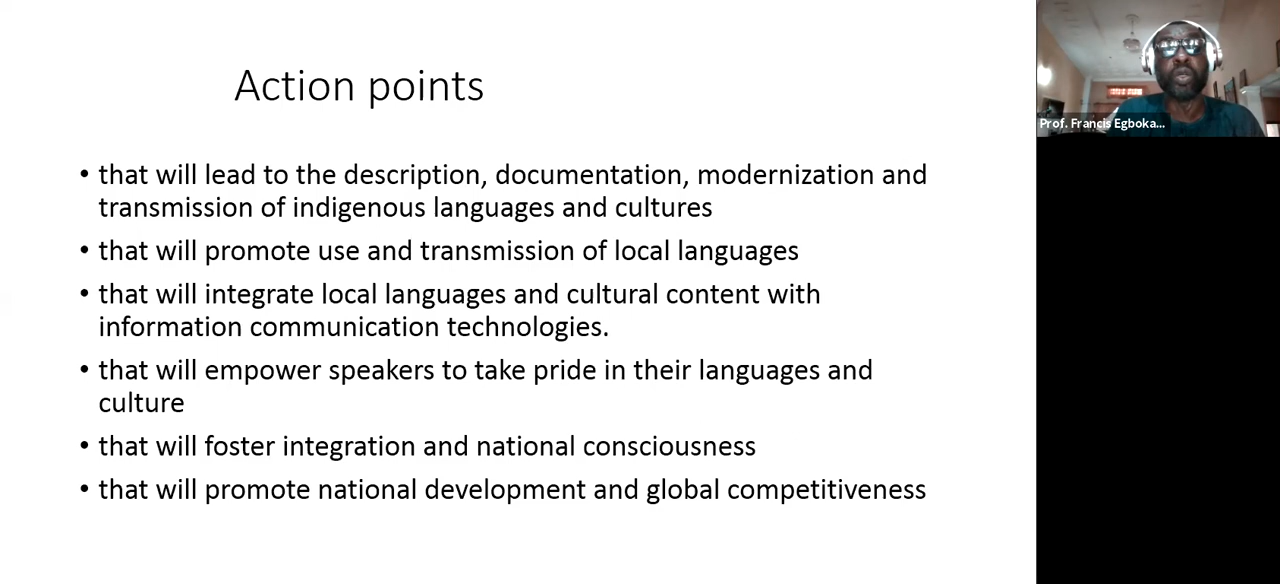 Action points
• that will lead to the description, documentation, modernization and
transmission of indigenous languages and cultures
• that will promote use and transmission of local languages
• that will integrate local languages and cultural content with
information communication technologies.
• that will empower speakers to take pride in their languages and
culture
• that will foster integration and national consciousness
• that will promote national development and global competitiveness
Prof. Francis Egboka...